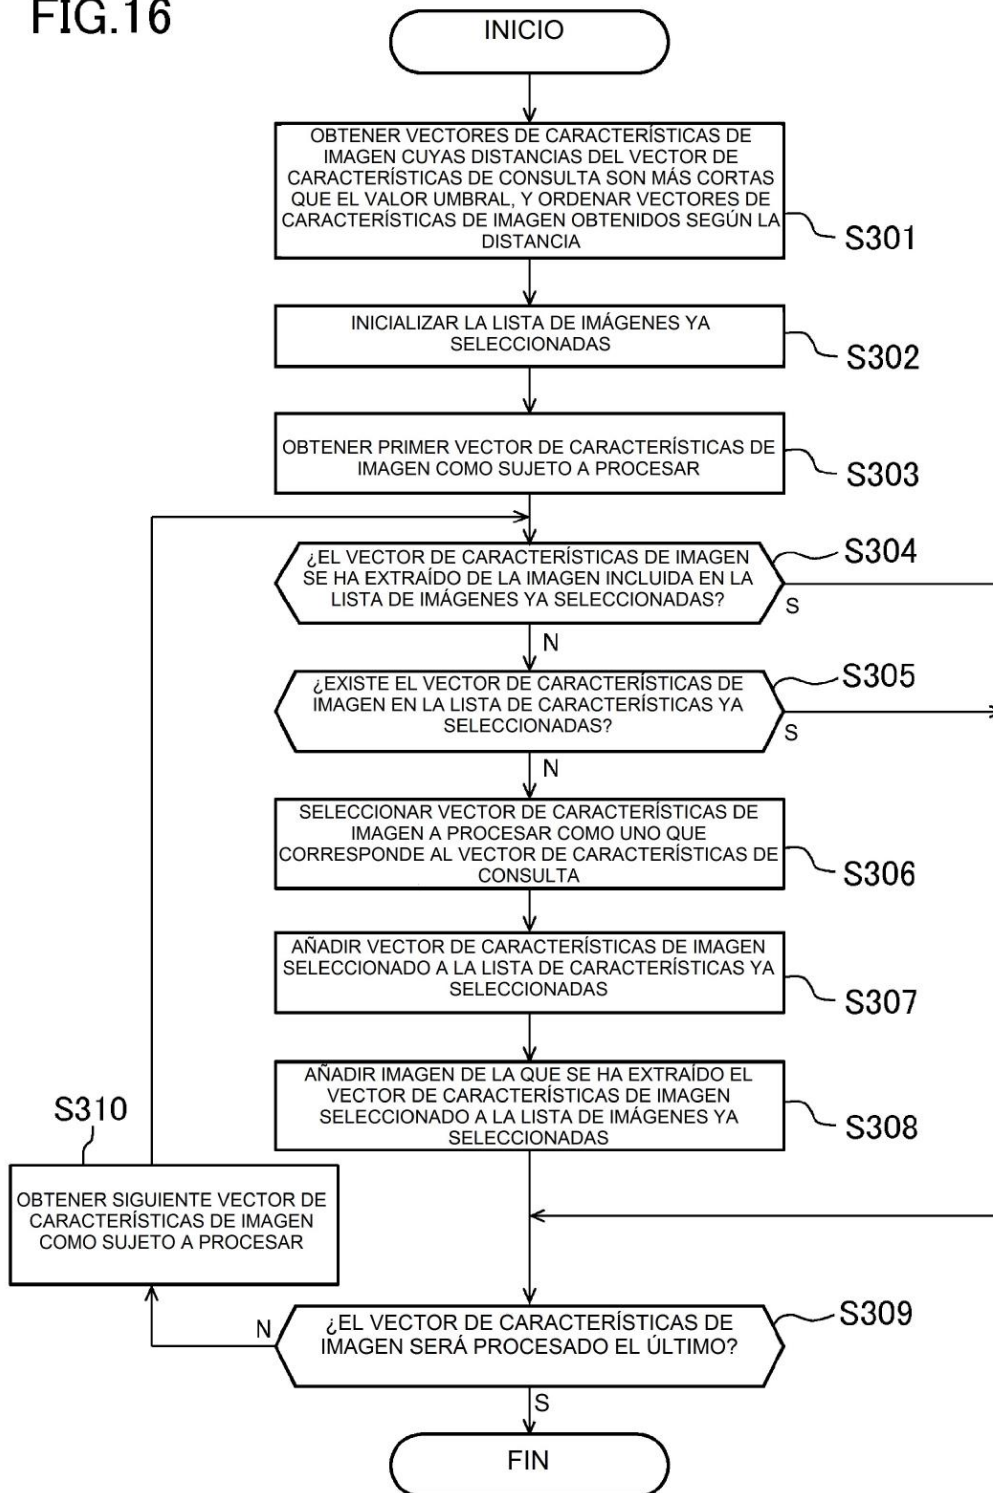 FIG.16
INICIO
OBTENER VECTORES DE CARACTERÍSTICAS DE
IMAGEN CUYAS DISTANCIAS DEL VECTOR DE
CARACTERÍSTICAS DE CONSULTA SON MÁS CORTAS
QUE EL VALOR UMBRAL, Y ORDENAR VECTORES DE
CARACTERÍSTICAS DE IMAGEN OBTENIDOS SEGÚN LA
DISTANCIA
S301
INICIALIZAR LA LISTA DE IMÁGENES YA
SELECCIONADAS
S302
OBTENER PRIMER VECTOR DE CARACTERÍSTICAS DE
IMAGEN COMO SUJETO A PROCESAR
S303
¿EL VECTOR DE CARACTERÍSTICAS DE IMAGEN
SE HA EXTRAÍDO DE LA IMAGEN INCLUIDA EN LA
LISTA DE IMÁGENES YA SELECCIONADAS?
S304
S
N
¿EXISTE EL VECTOR DE CARACTERÍSTICAS DE
IMAGEN EN LA LISTA DE CARACTERÍSTICAS YA
SELECCIONADAS?
S305
S
N
SELECCIONAR VECTOR DE CARACTERÍSTICAS DE
IMAGEN A PROCESAR COMO UNO QUE
CORRESPONDE AL VECTOR DE CARACTERÍSTICAS DE
CONSULTA
S306
AÑADIR VECTOR DE CARACTERÍSTICAS DE IMAGEN
SELECCIONADO A LA LISTA DE CARACTERÍSTICAS YA
SELECCIONADAS
S307
AÑADIR IMAGEN DE LA QUE SE HA EXTRAÍDO EL
VECTOR DE CARACTERÍSTICAS DE IMAGEN
SELECCIONADO A LA LISTA DE IMÁGENES YA
SELECCIONADAS
S308
S310
OBTENER SIGUIENTE VECTOR DE
CARACTERÍSTICAS DE IMAGEN
COMO SUJETO A PROCESAR
¿EL VECTOR DE CARACTERÍSTICAS DE
IMAGEN SERÁ PROCESADO EL ÚLTIMO?
S309
N
S
FIN